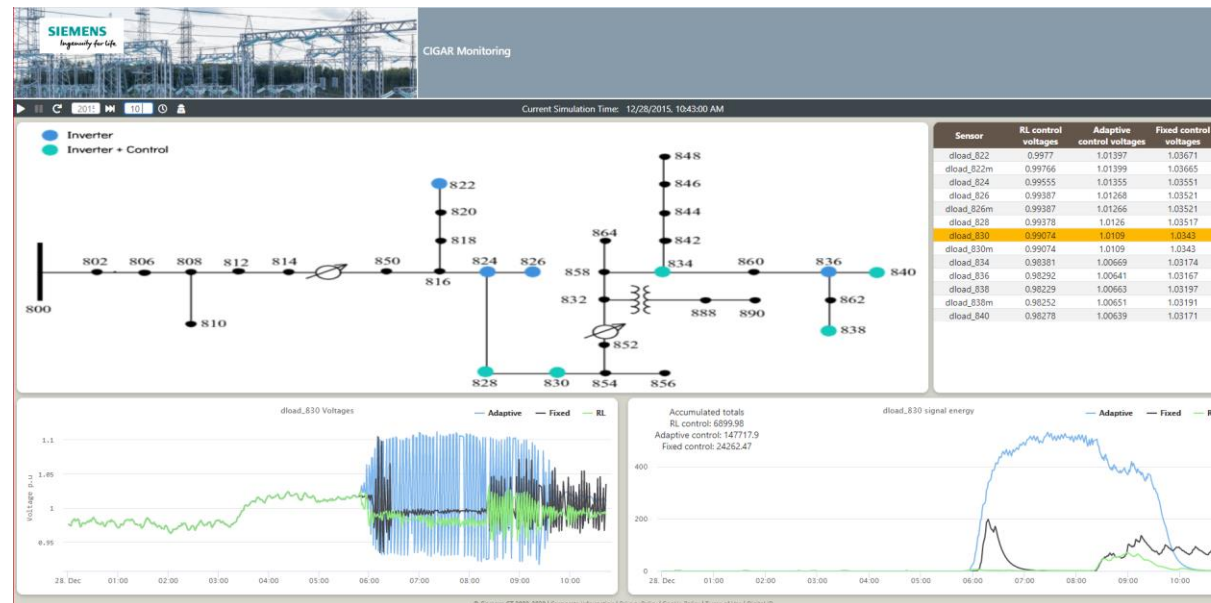 SIEMENS
Ingenuity for life
CIGAR Monitoring
201 10 Current Simulation Time: 12/28/2015, 10:43:00 AM
Inverter
Inverter + Control
848
822 846
820 844
818 864 842
802 806 808 812 814 850 824 826 858 834 860 836 840
816
800 832 862
810 888 890 838
852
828 830 854 856
Sensor RL control voltages Adaptive control voltages Fixed control voltages
dload_822 0.9977 1.01397 1.03671
dload_822m 0.99766 1.01399 1.03665
dload_824 0.99555 1.01355 1.03551
dload_826 0.99387 1.01268 1.03521
dload_826m 0.99387 1.01266 1.03521
dload_828 0.99378 1.0126 1.03517
dload_830 0.99074 1.0109 1.0343
dload_830m 0.99074 1.0109 1.0343
dload_834 0.98381 1.00669 1.03174
dload_836 0.98292 1.00641 1.03167
dload_838 0.98229 1.00663 1.03197
dload_838m 0.98252 1.00651 1.03191
dload_840 0.98278 1.00639 1.03171
dload_830 Voltages Adaptive Fixed RL
Voltage p.u
1.1
1.05
1
0.95
28. Dec 01:00 02:00 03:00 04:00 05:00 06:00 07:00 08:00 09:00 10:00
Accumulated totals
RL control: 6899.98
Adaptive control: 147717.9
Fixed control: 24262.47
dload_830 signal energy Adaptive Fixed
400
200
0
28. Dec 01:00 02:00 03:00 04:00 05:00 06:00 07:00 08:00 09:00 10:00